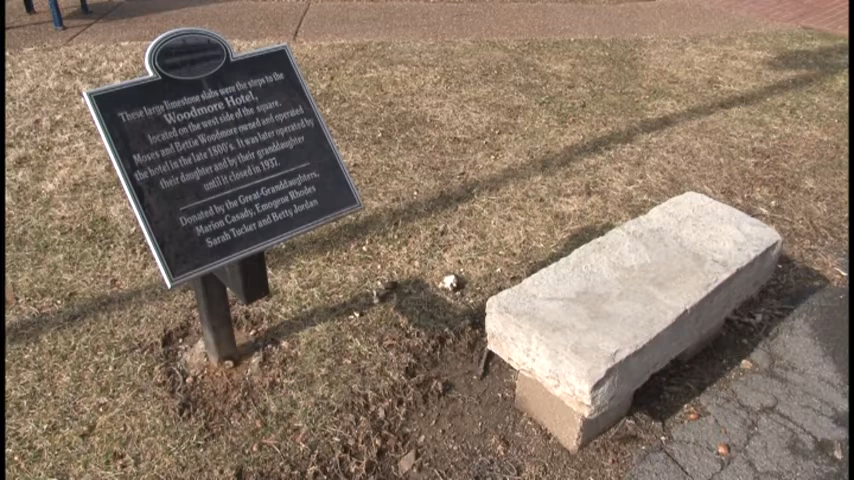 These large limestone slabs were the steps to the
Woodmore Hotel,
located on the west side of the square.
Moses and Bettie Woodmore owned and operated
the hotel in the late 1800's. It was later operated by
their daughter and by their granddaughter
until it closed in 1937.
Donated by the Great-Granddaughters,
Marion Casady, Emogene Rhodes
Sarah Tucker and Betty Jordan